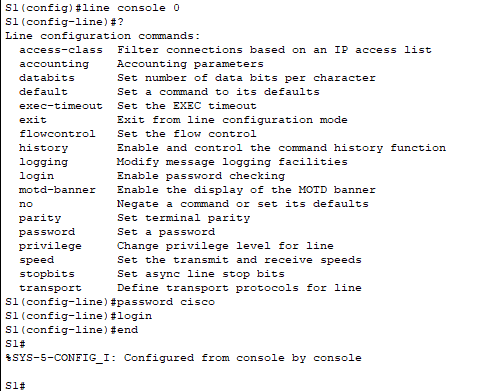 S1(config)#line console 0
S1(config-line)#?
Line configuration commands:
  access-class  Filter connections based on an IP access list
  accounting    Accounting parameters
  databits      Set number of data bits per character
  default       Set a command to its defaults
  exec-timeout  Set the EXEC timeout
  exit          Exit from line configuration mode
  flowcontrol   Set the flow control
  history       Enable and control the command history function
  logging       Modify message logging facilities
  login         Enable password checking
  motd-banner   Enable the display of the MOTD banner
  no            Negate a command or set its defaults
  parity        Set terminal parity
  password      Set a password
  privilege     Change privilege level for line
  speed         Set the transmit and receive speeds
  stopbits      Set async line stop bits
  transport     Define transport protocols for line
S1(config-line)#password cisco
S1(config-line)#login
S1(config-line)#end
S1#
%SYS-5-CONFIG_I: Configured from console by console

S1#